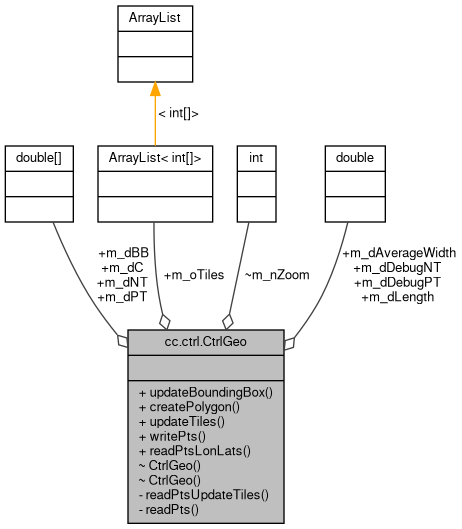 ArrayList
< int[]>
double[]
ArrayList< int[]>
int
double
+m_dBB
+m_dC
+m_dNT
+m_dPT
+m_oTiles
~m_nZoom
+m_dAverageWidth
+m_dDebugNT
+m_dDebugPT
+m_dLength
cc.ctrl.CtrlGeo
+ updateBoundingBox()
+ createPolygon()
+ updateTiles()
+ writePts()
+ readPtsLonLats()
~ CtrlGeo()
~ CtrlGeo()
- readPtsUpdateTiles()
- readPts()